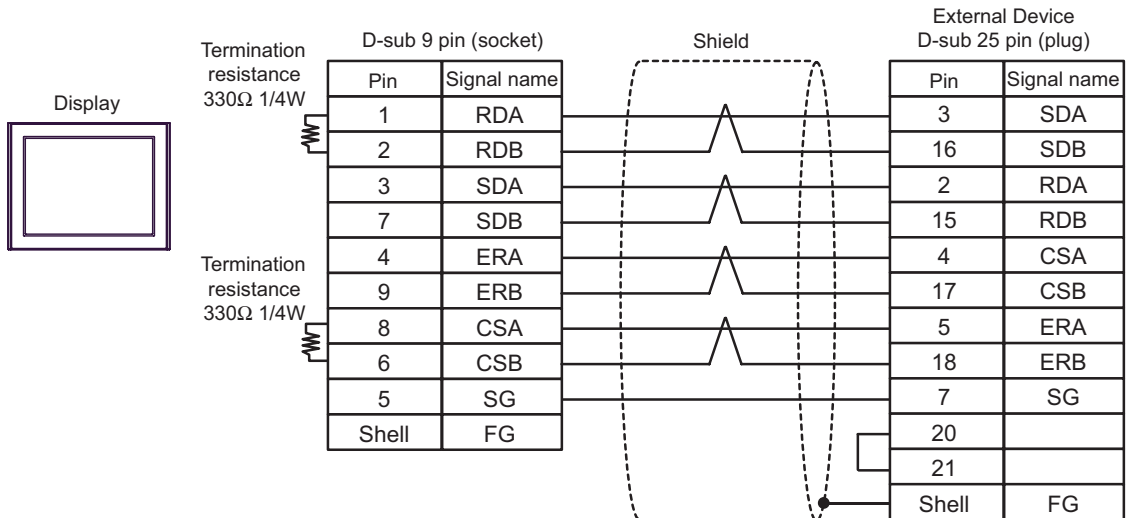 External Device
Termination D-sub 9 pin (socket) Shield D-sub 25 pin (plug)
resistance
330Ω 1/4W
Display
Pin Signal name Pin Signal name
1 RDA 3 SDA
2 RDB 16 SDB
3 SDA 2 RDA
7 SDB 15 RDB
4 ERA 4 CSA
Termination
resistance
330Ω 1/4W
9 ERB 17 CSB
8 CSA 5 ERA
6 CSB 18 ERB
5 SG 7 SG
Shell FG 20
21
Shell FG